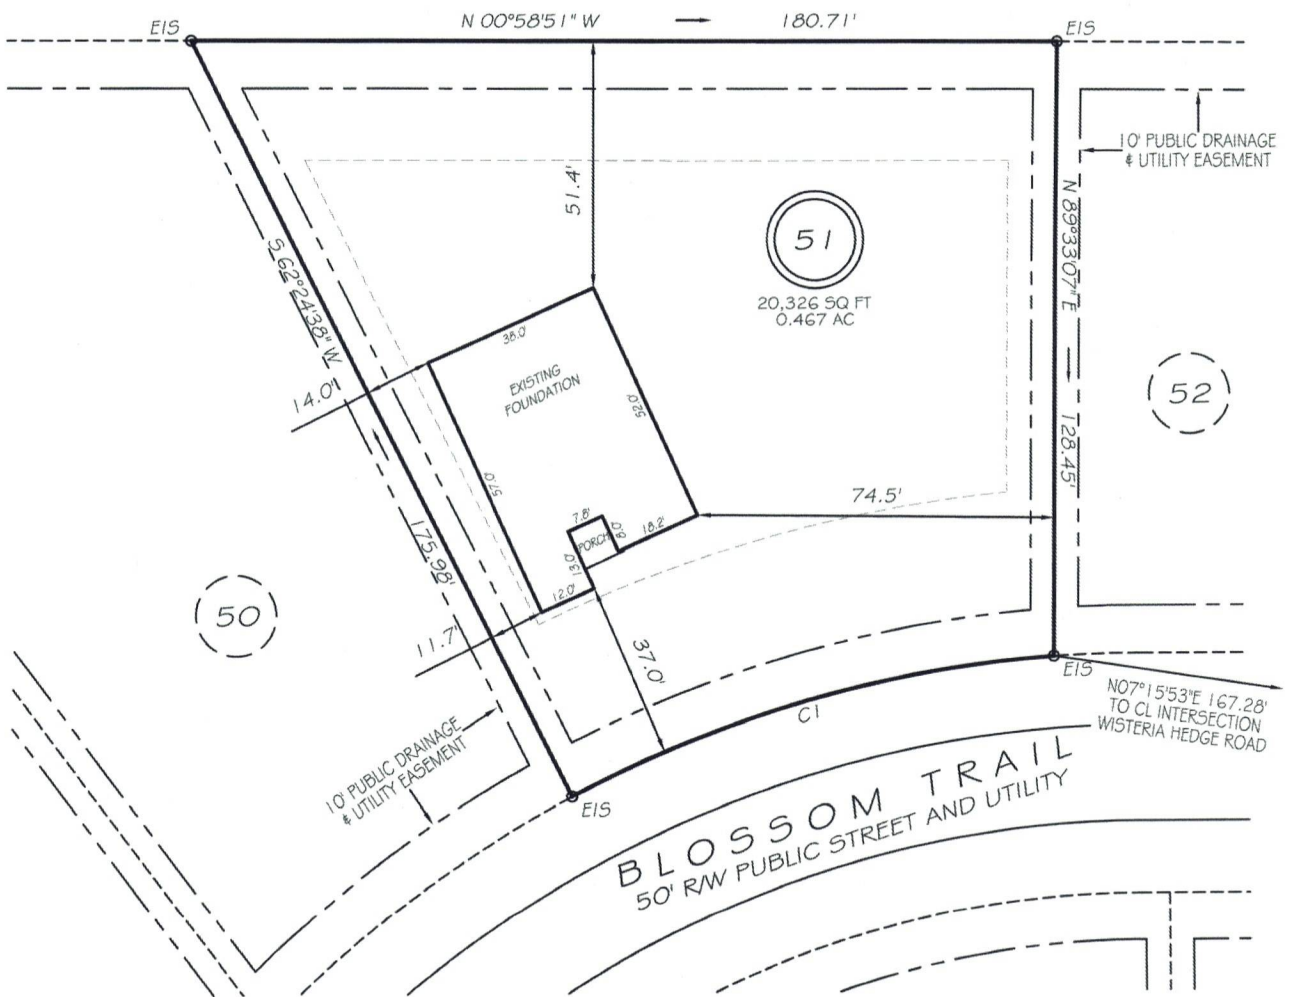 EIS
N 00°58'51" W
180.71'
EIS
10' PUBLIC DRAINAGE
& UTILITY EASEMENT
51.4'
51
20,326 SQ FT
0.467 AC
N 89°33'07" E
128.45'
S 62°24'38" W
175.98'
14.0'
38.0'
EXISTING
FOUNDATION
52.0'
57.0'
52
74.5'
7.8'
PORCH
8.0'
18.2'
13.0'
12.0'
50
11.7'
37.0'
EIS
N07°15'53"E 167.28'
TO CL INTERSECTION
WISTERIA HEDGE ROAD
C1
10' PUBLIC DRAINAGE
& UTILITY EASEMENT
EIS
BLOSSOM TRAIL
50' R/W PUBLIC STREET AND UTILITY